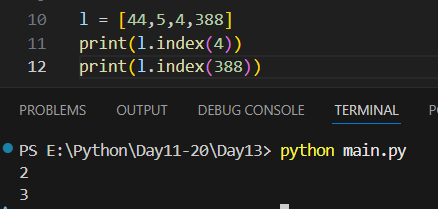 10 l = [44,5,4,388]
11 print(l.index(4))
12 print(l.index(388))
PROBLEMS OUTPUT DEBUG CONSOLE TERMINAL
PS E:\Python\Day11-20\Day13> python main.py
2
3